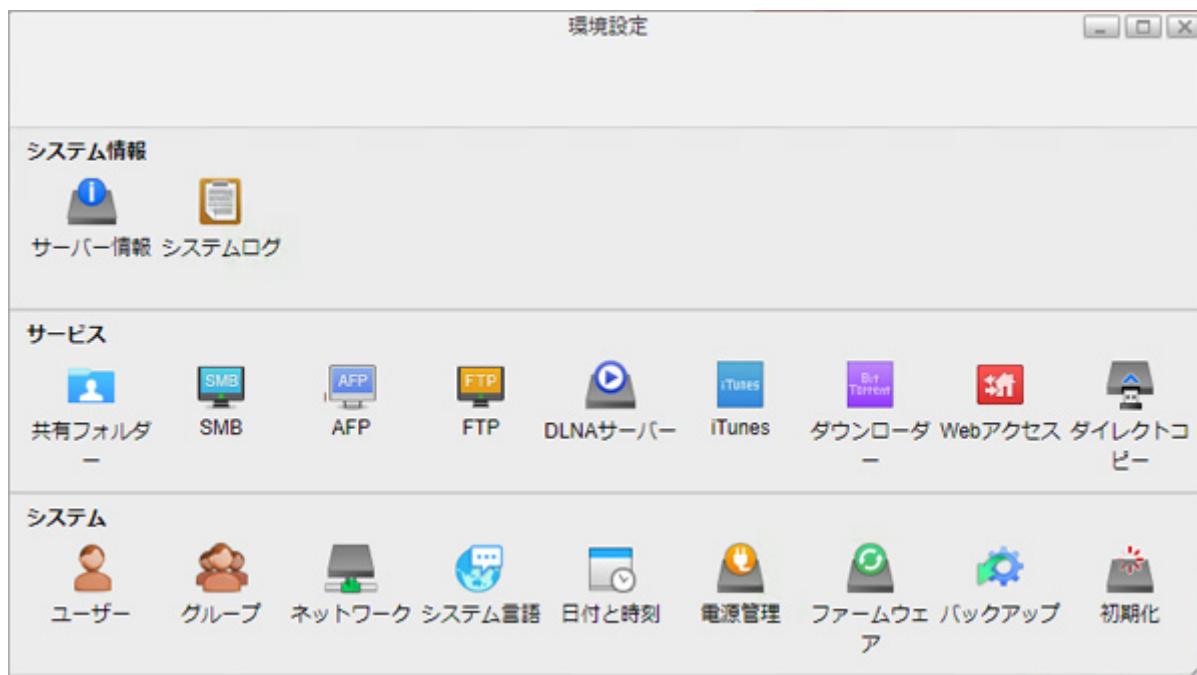 環境設定
システム情報
サーバー情報 システムログ
サービス
SMB AFP FTP iTunes Bit
Torrent
共有フォルダ
ー SMB AFP FTP DLNAサーバー iTunes ダウンローダ
ー Webアクセス ダイレクトコ
ピー
システム
ユーザー グループ ネットワーク システム言語 日付と時刻 電源管理 ファームウェ
ア バックアップ 初期化